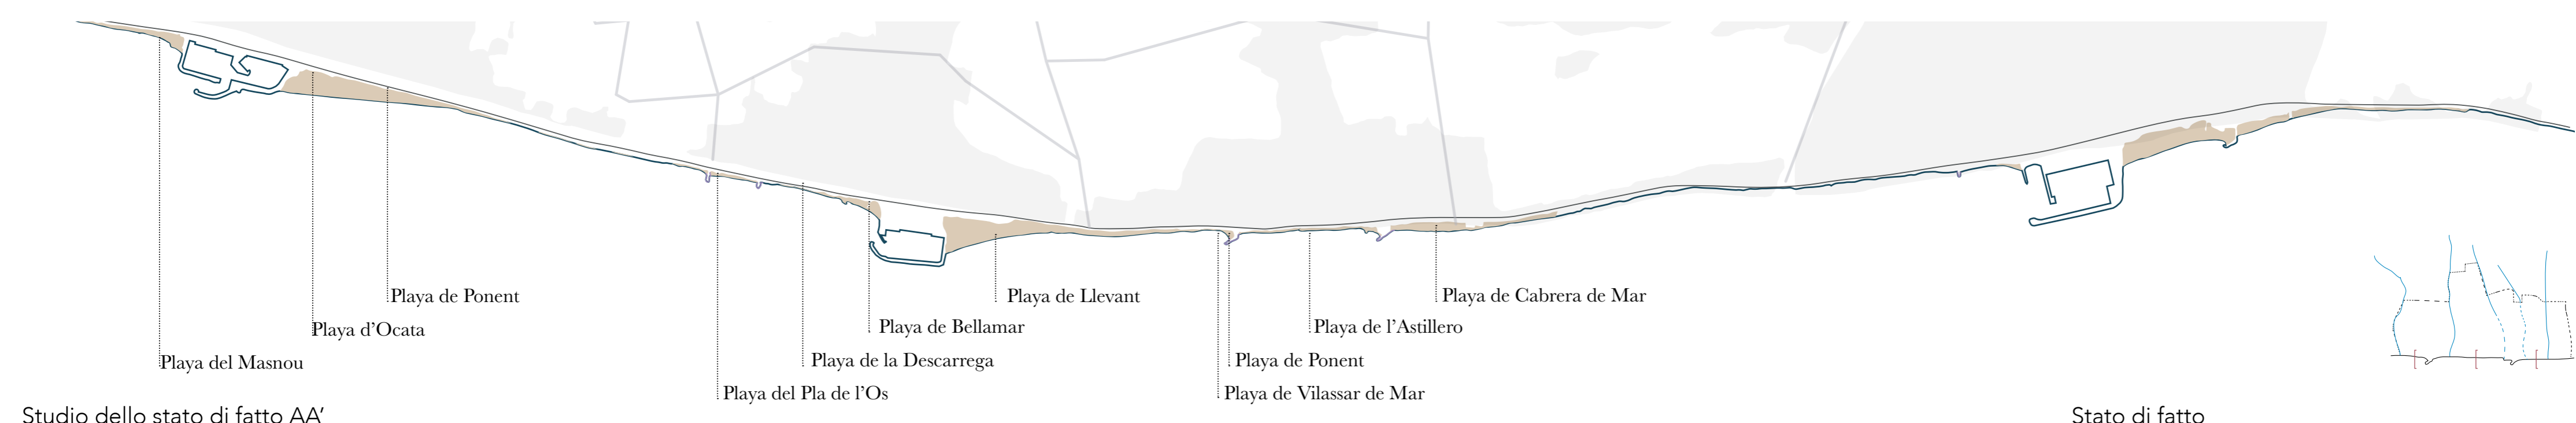 Playa de Ponent
Playa de Llevant
Playa de Cabrera de Mar
Playa d’Ocata
Playa de Bellamar
Playa de l’Astillero
Playa del Masnou
Playa de la Descarrega
Playa de Ponent
Playa del Pla de l’Os
Playa de Vilassar de Mar
Studio dello stato di fatto AA’
Stato di fatto